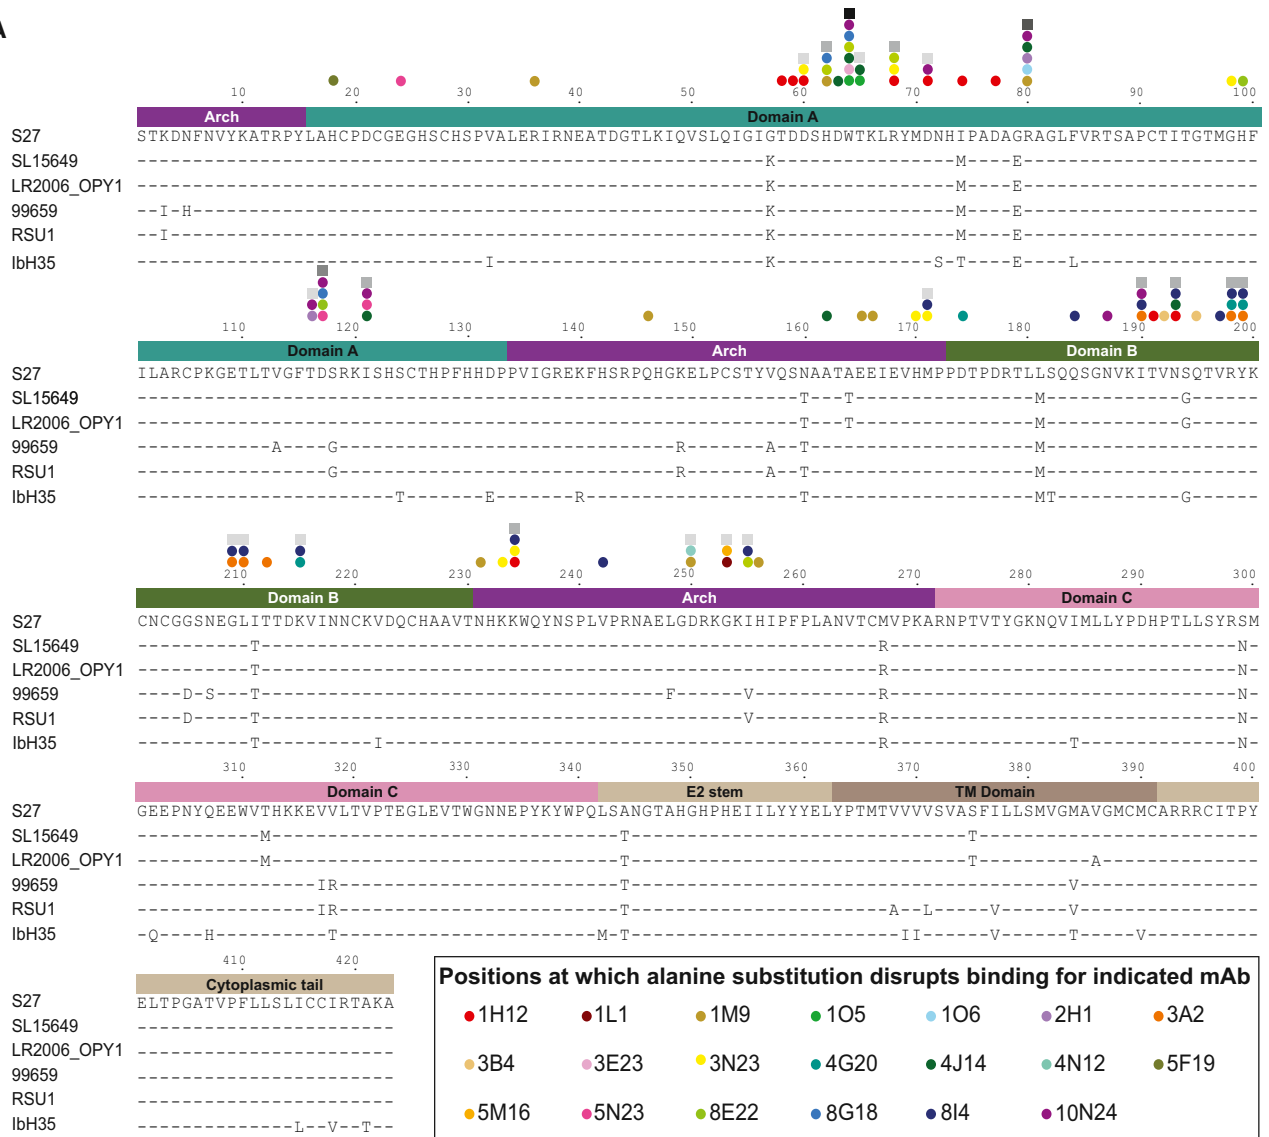 A
10 20 30 40 50 60 70 80 90 100
Arch Domain A
S27 STKDNFNVYKATRPYLAHCPDCGEGHSCHSPVALERIRNEATDGTLKIQVSLQIGIGTDDSHDWTKLRYMDNHIPADAGRAGLFVRTSAPCTITGTMGHF
SL15649 --------------------------------------------------------K----------------M----E---------------------
LR2006_OPY1 --------------------------------------------------------K----------------M----E---------------------
99659 --I-H---------------------------------------------------K----------------M----E---------------------
RSU1 --I-----------------------------------------------------K----------------M----E---------------------
IbH35 -------------------------------I------------------------K--------------S-T----E----L----------------
110 120 130 140 150 160 170 180 190 200
Domain A Arch Domain B
S27 ILARCPKGETLTVGFTDSRKISHSCTHPFHHDPPVIGREKFHSRPQHGKELPCSTYVQSNAATAEEIEVHMPPDTPDRTLLSQQSGNVKITVNSQTVRYK
SL15649 -----------------------------------------------------------T---T----------------M------------G------
LR2006_OPY1 -----------------------------------------------------------T---T----------------M------------G------
99659 ------------A----G------------------------------R-------V--T--------------------M-------------------
RSU1 -----------------G------------------------------R-------V--T--------------------M-------------------
IbH35 -----------------------T-------E-------R-------------------T--------------------MT-----------G------
210 220 230 240 250 260 270 280 290 300
Domain B Arch Domain C
S27 CNCGGSNEGLITTDKVINNCKVDQCHAAVTNHKKWQYNSPLVPRNAELGDRKGKIHIPFPLANVTCMVPKARNPTVTYGKNQVIMLLYPDHPTLLSYRSM
SL15649 ----------T-------------------------------------------------------R-------------------------------N-
LR2006_OPY1 ----------T-------------------------------------------------------R-------------------------------N-
99659 ----D-S---T------------------------------------F------V-----------R-------------------------------N-
RSU1 ----D-----T-------------------------------------------V-----------R-------------------------------N-
IbH35 ----------T----------I--------------------------------------------R----------------T--------------N-
310 320 330 340 350 360 370 380 390 400
Domain C E2 stem TM Domain
S27 GEEPNYQEEWVTHKKEVVLTVPTEGLEVTWGNNEPYKYWPQLSANGTAHGHPHEIILYYYELYPTMTVVVVSVASFILLSMVGMAVGMCMCARRRCITPY
SL15649 -----------M-------------------------------T------------------------------T-------------------------
LR2006_OPY1 -----------M-------------------------------T------------------------------T----------A--------------
99659 ----------------IR-------------------------T---------------------------------------V----------------
RSU1 ----------------IR-------------------------T-----------------------A--L-----V------V----------------
IbH35 -Q----H----------T-----------------------M-T------------------------II------V------T-----V----------
410 420
Cytoplasmic tail
S27 ELTPGATVPFLLSLICCIRTAKA
SL15649 -----------------------
LR2006_OPY1 -----------------------
99659 -----------------------
RSU1 -----------------------
IbH35 --------------L--V--T--
Positions at which alanine substitution disrupts binding for indicated mAb
1H12 1L1 1M9 1O5 1O6 2H1 3A2
3B4 3E23 3N23 4G20 4J14 4N12 5F19
5M16 5N23 8E22 8G18 8I4 10N24